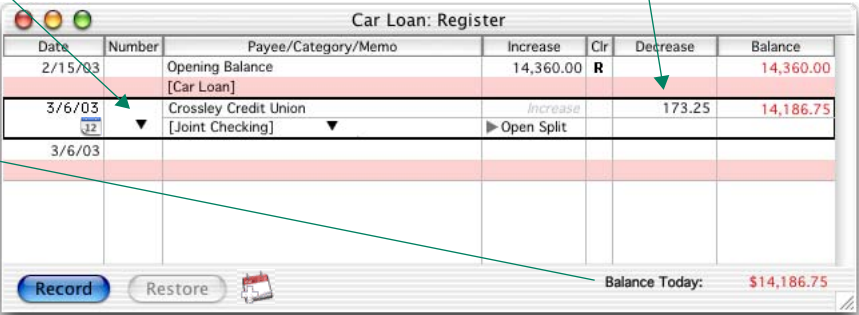 Car Loan: Register
Date Number Payee/Category/Memo Increase Clr Decrease Balance
2/15/03 Opening Balance 14,360.00 R 14,360.00
[Car Loan]
3/6/03 Crossley Credit Union Increase 173.25 14,186.75
12 [Joint Checking] Open Split
3/6/03
Record Restore Balance Today: $14,186.75